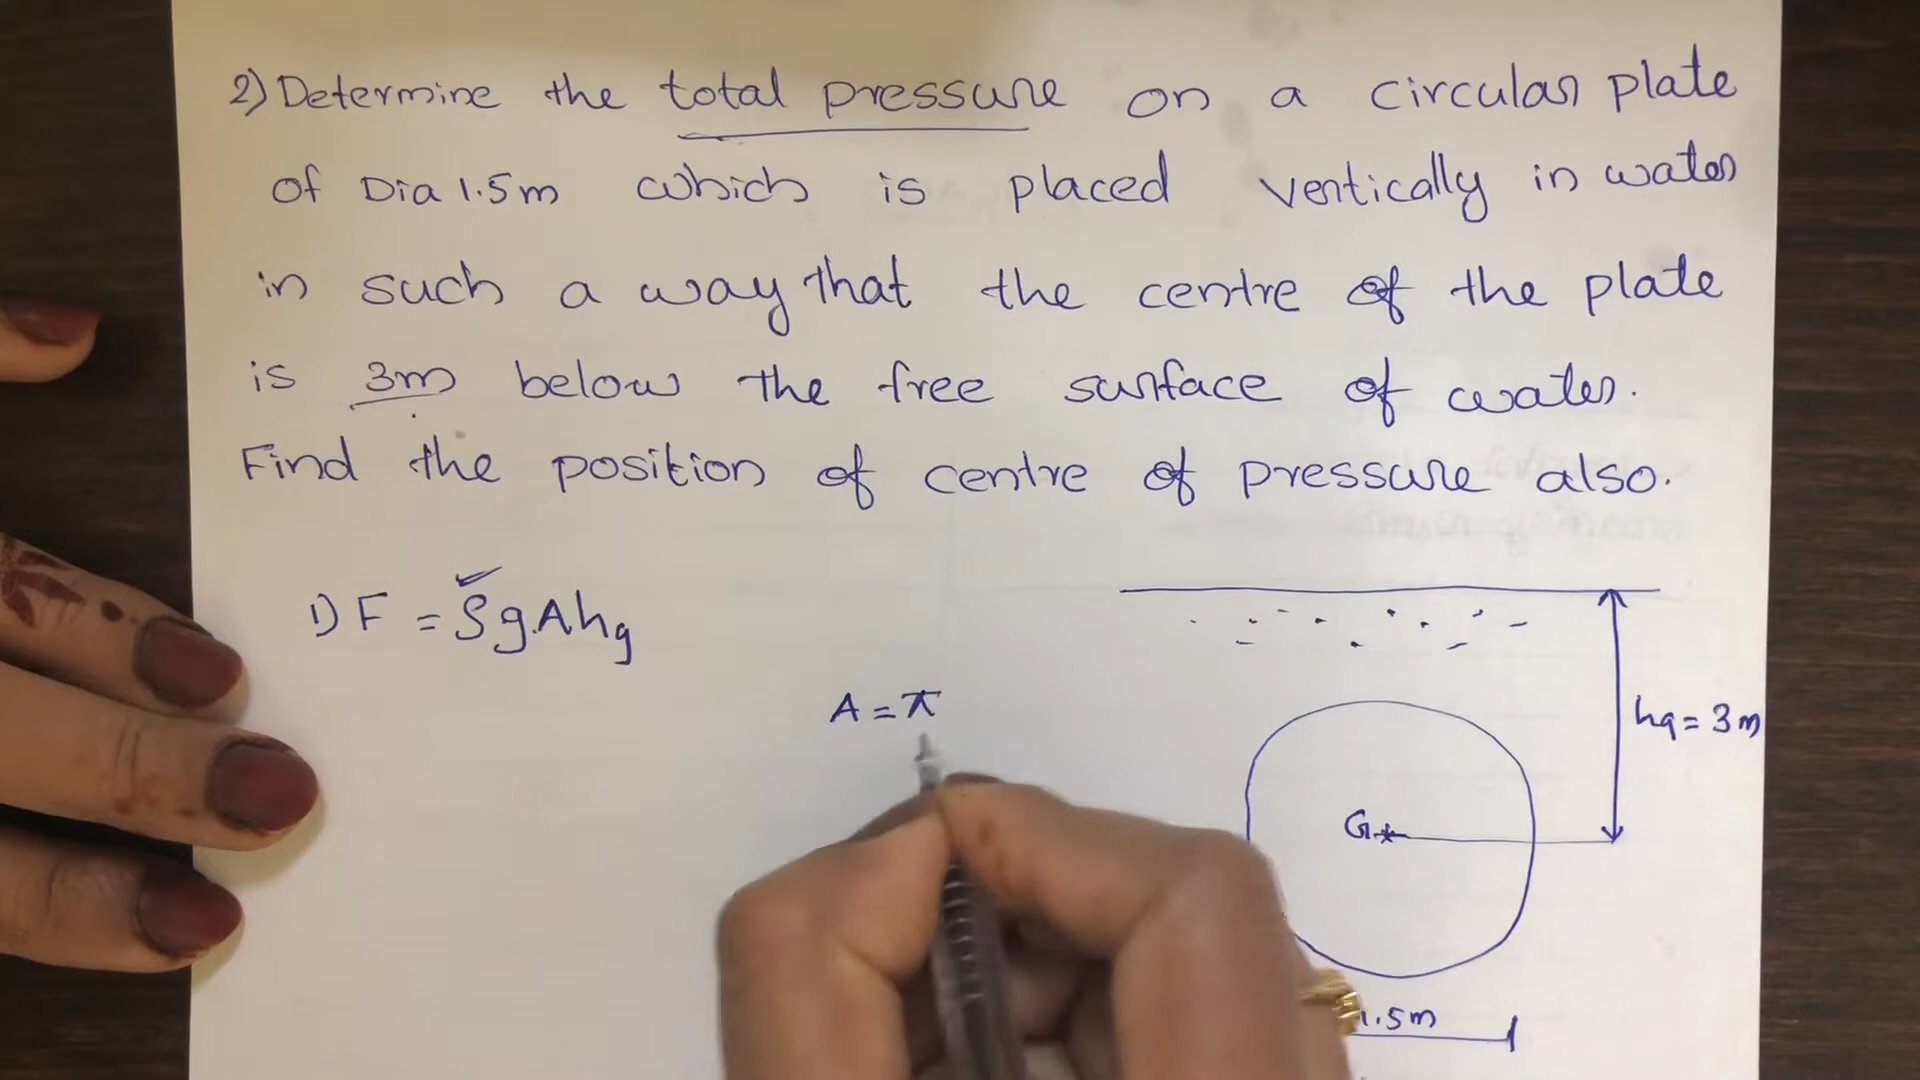 2) Determine the total pressure on a circular plate
of Dia 1.5m which is placed vertically in water
in such a way that the centre of the plate
is 3m below the free surface of water.
Find the position of centre of pressure also.
1) F = ρgAhg
A = π
hg = 3m
G
1.5m